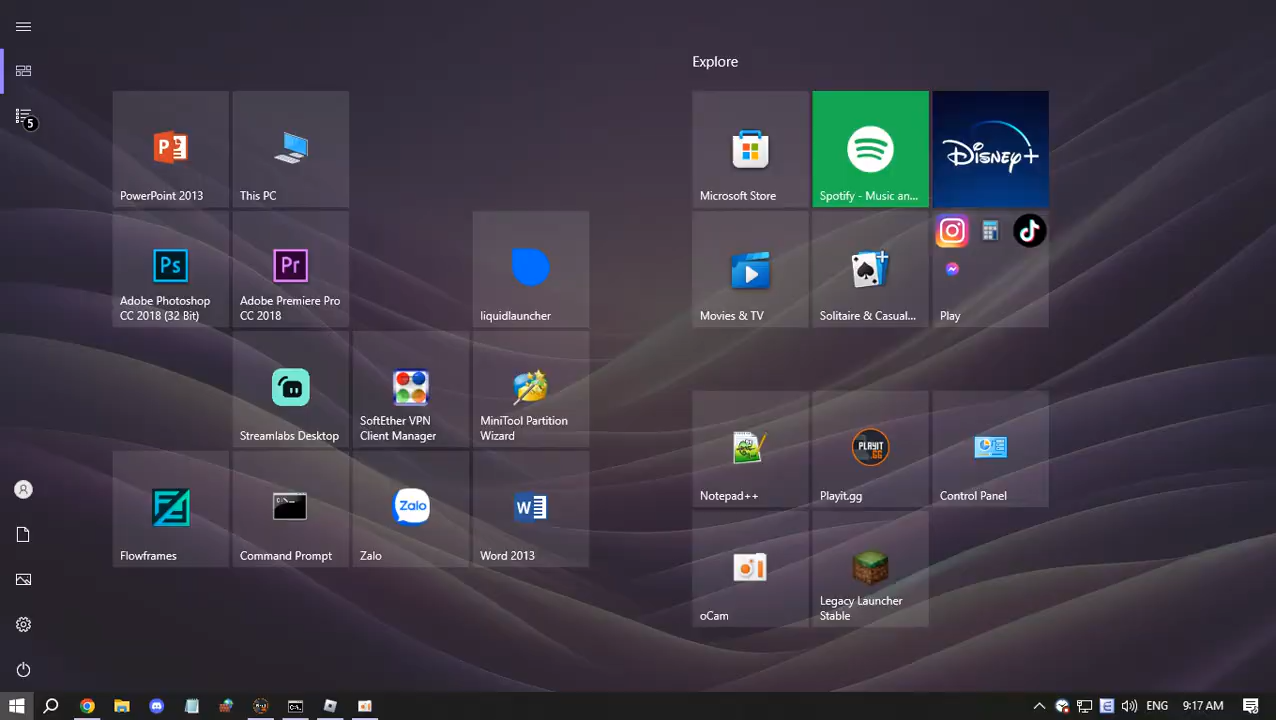 5
PowerPoint 2013
This PC
Ps
Adobe Photoshop
CC 2018 (32 Bit)
Pr
Adobe Premiere Pro
CC 2018
liquidlauncher
Streamlabs Desktop
SoftEther VPN
Client Manager
MiniTool Partition
Wizard
Flowframes
Command Prompt
Zalo
Zalo
W
Word 2013
Explore
Microsoft Store
Spotify - Music an...
Disney+
Movies & TV
Solitaire & Casual...
Play
Notepad++
PLAYIT
.GG
Playit.gg
Control Panel
oCam
Legacy Launcher
Stable
ENG
9:17 AM